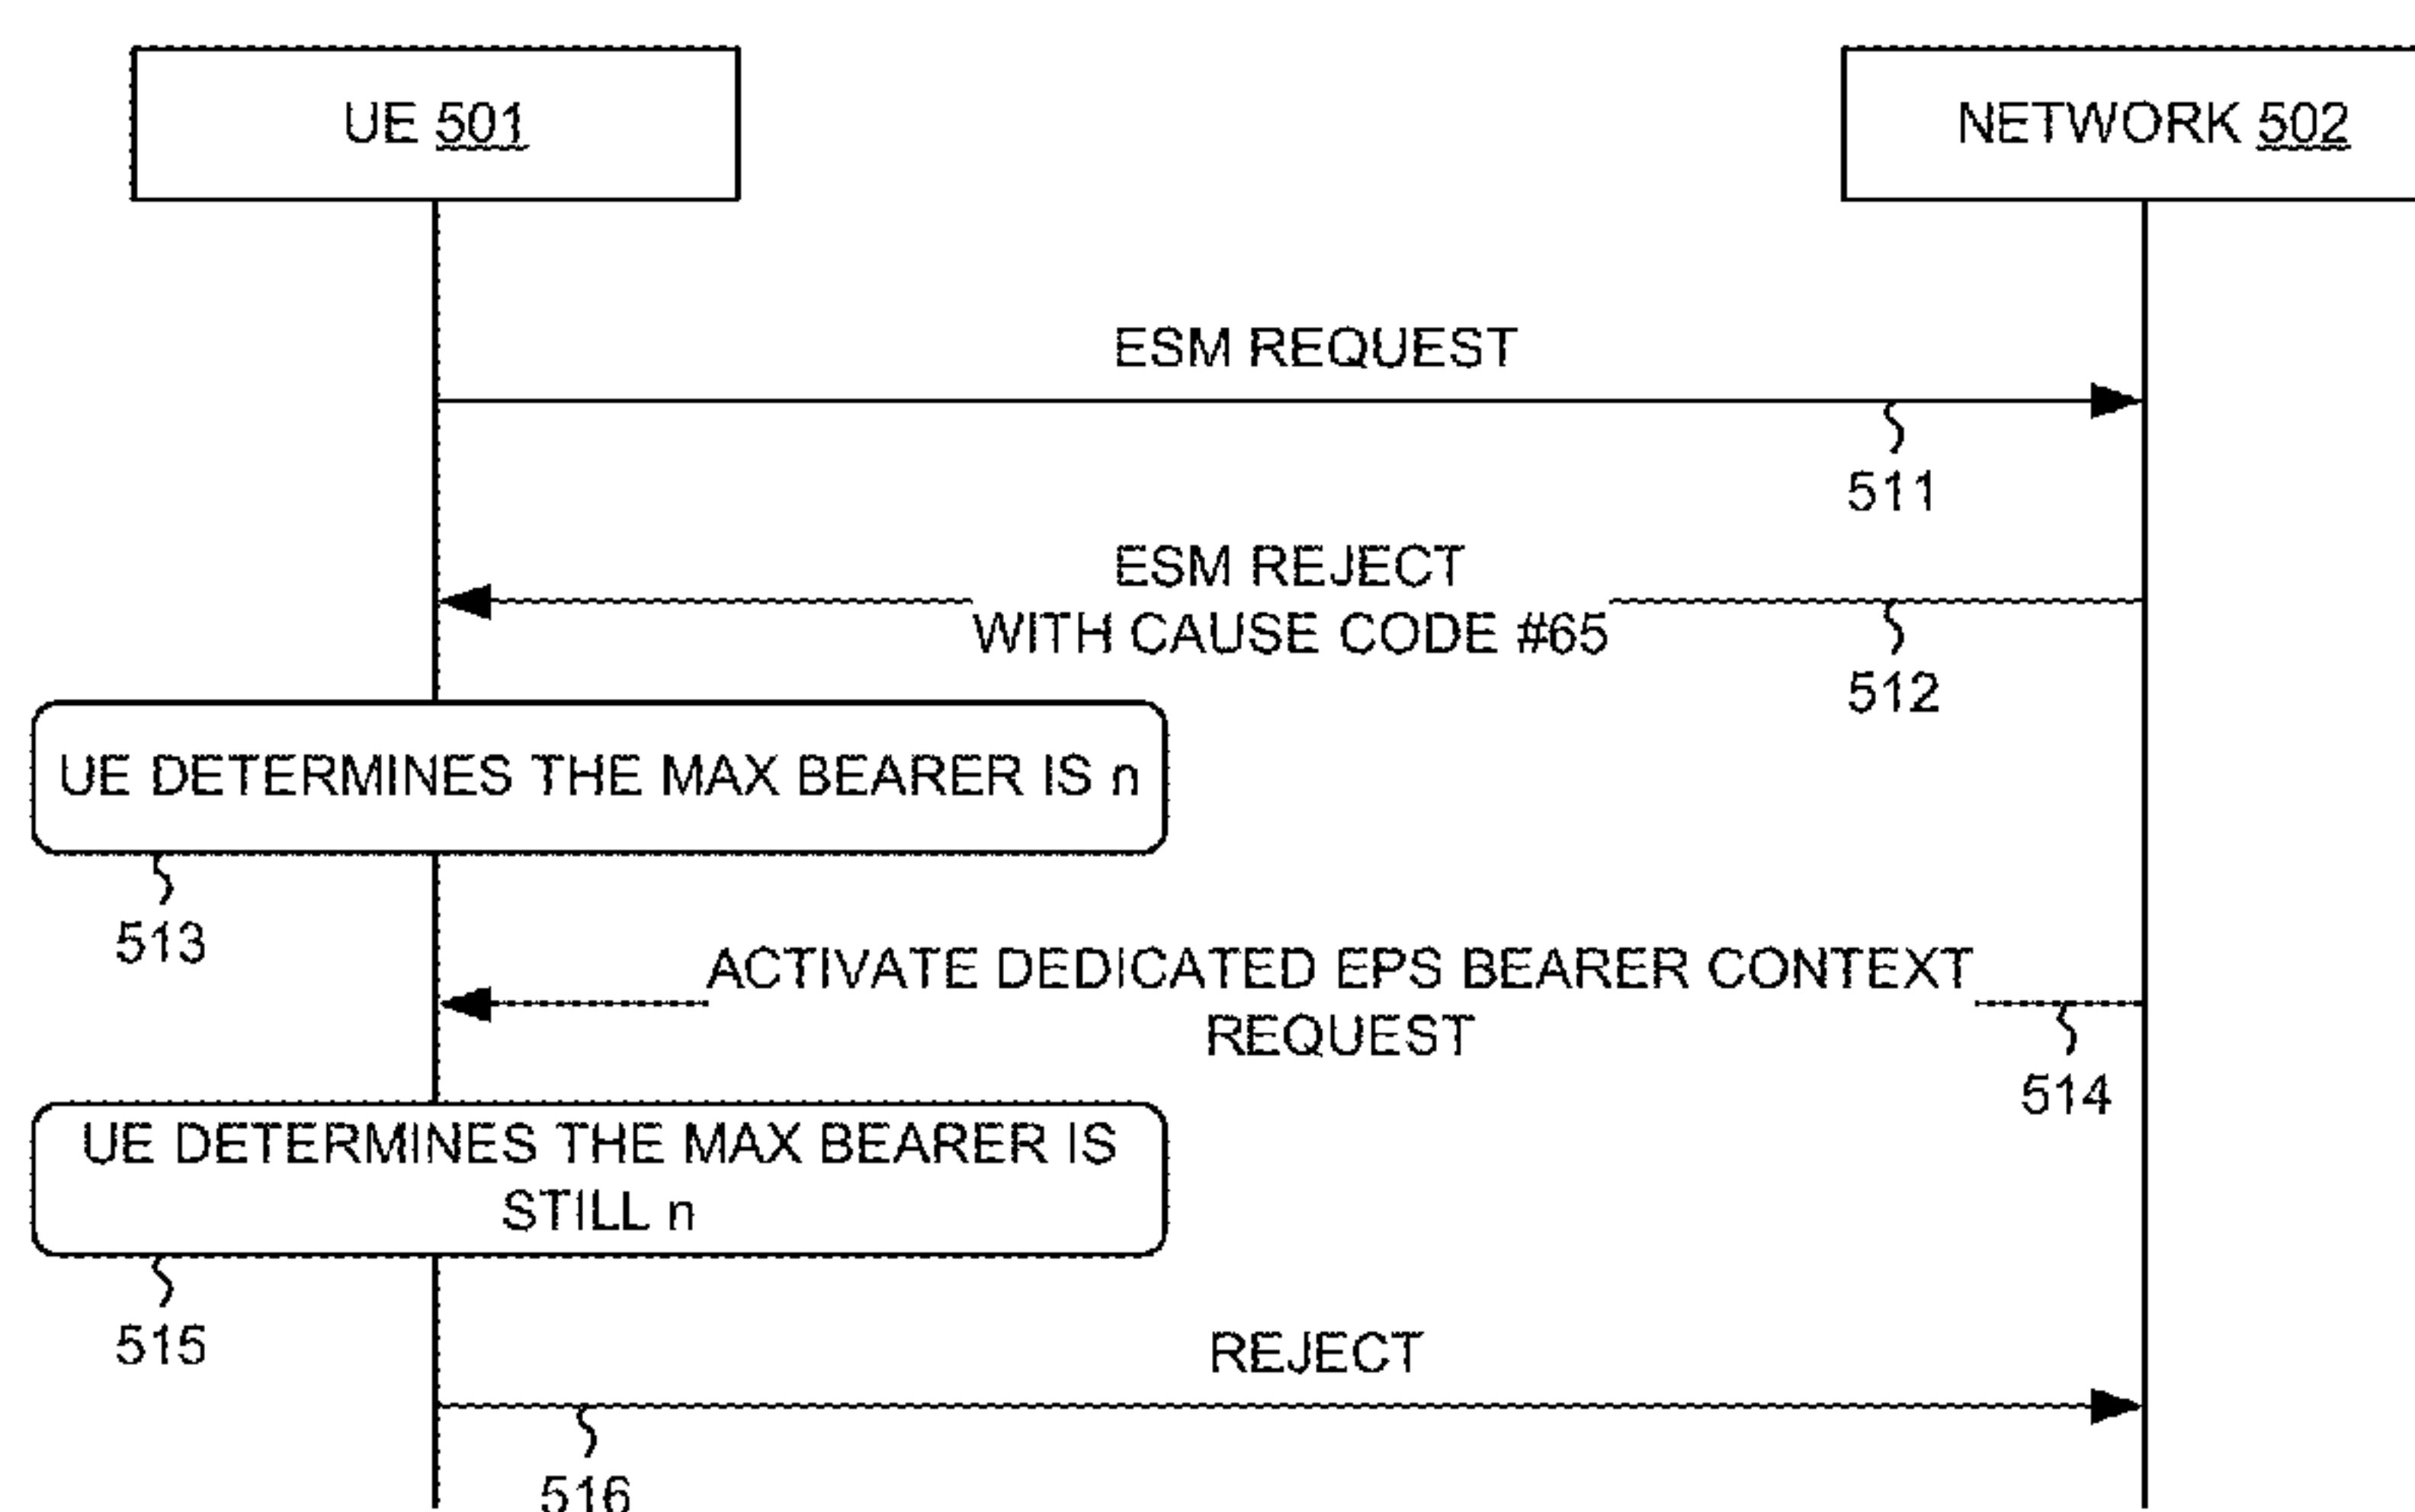 UE 501
NETWORK 502
ESM REQUEST
511
ESM REJECT
WITH CAUSE CODE #65
512
UE DETERMINES THE MAX BEARER IS n
513
ACTIVATE DEDICATED EPS BEARER CONTEXT
REQUEST
514
UE DETERMINES THE MAX BEARER IS
STILL n
515
REJECT
516